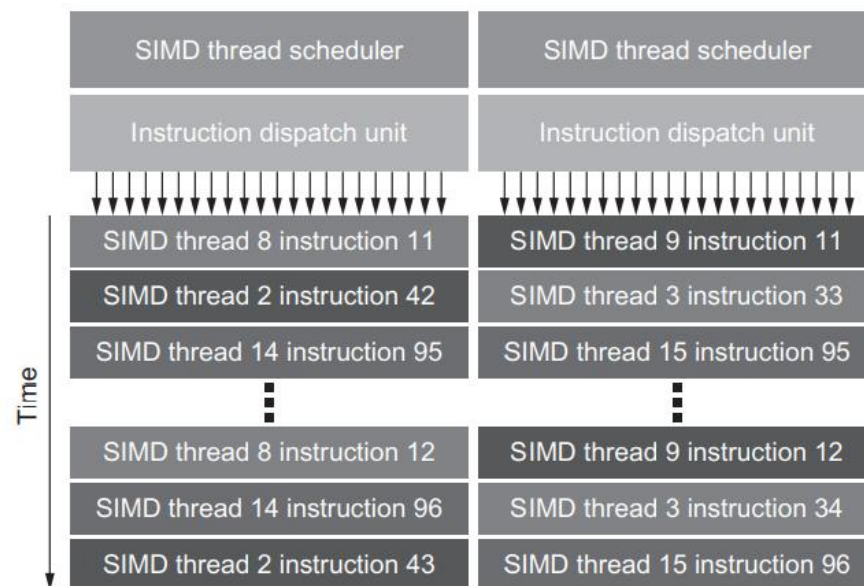 SIMD thread scheduler
SIMD thread scheduler
Instruction dispatch unit
Instruction dispatch unit
Time
SIMD thread 8 instruction 11
SIMD thread 9 instruction 11
SIMD thread 2 instruction 42
SIMD thread 3 instruction 33
SIMD thread 14 instruction 95
SIMD thread 15 instruction 95
SIMD thread 8 instruction 12
SIMD thread 9 instruction 12
SIMD thread 14 instruction 96
SIMD thread 3 instruction 34
SIMD thread 2 instruction 43
SIMD thread 15 instruction 96